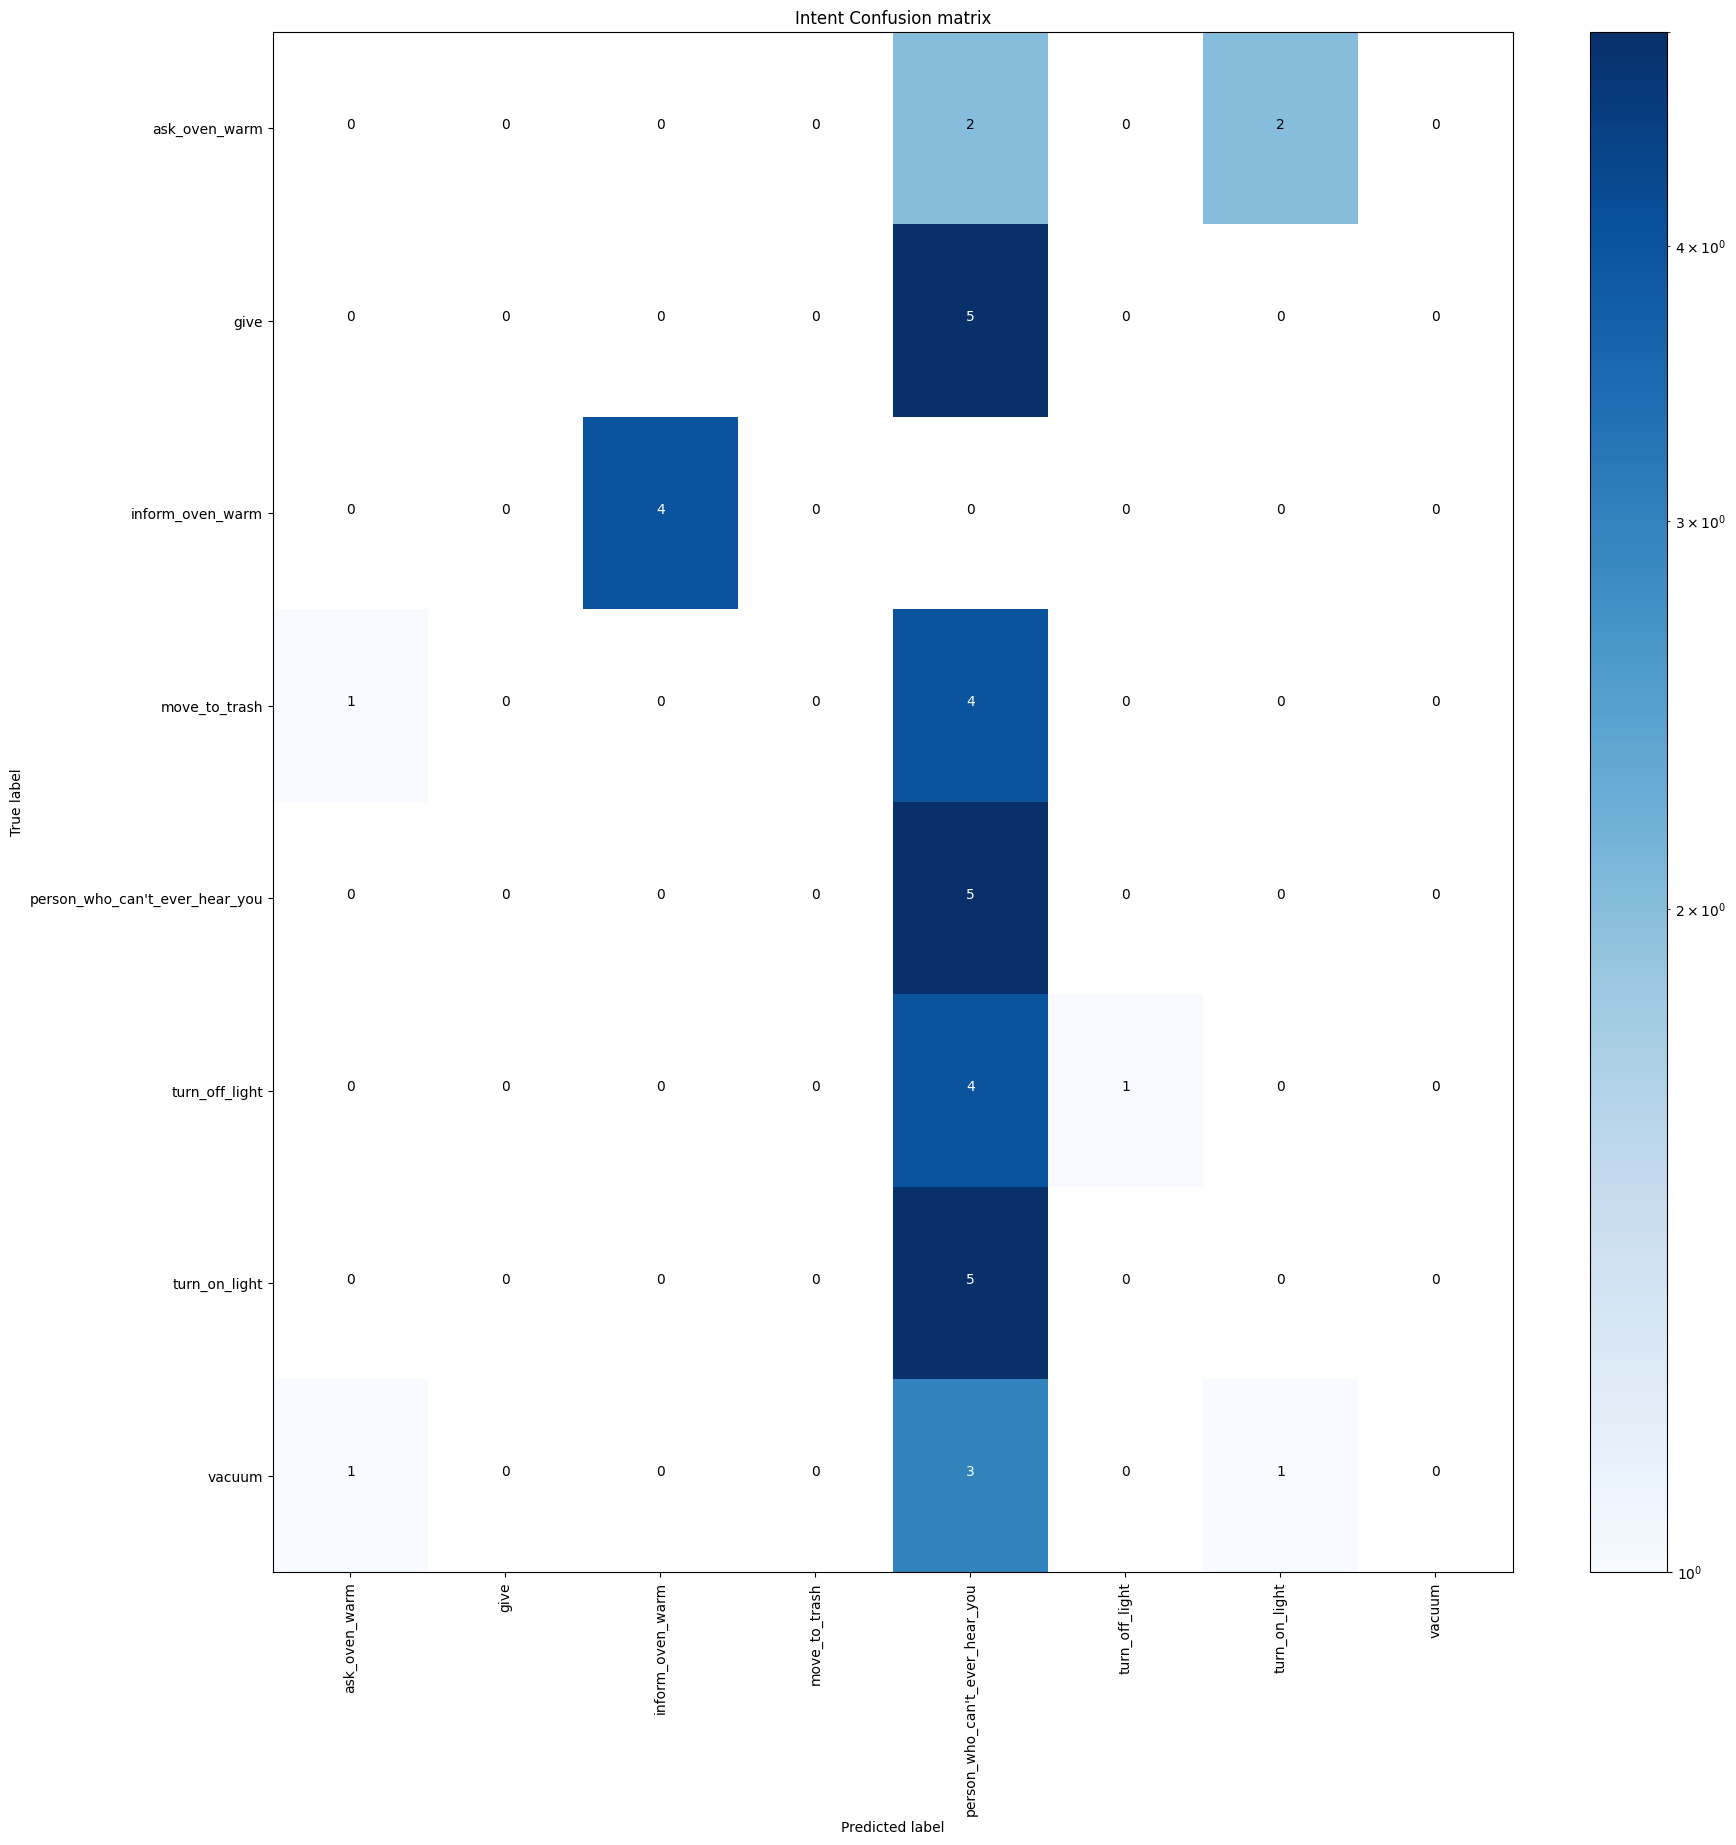 Intent Confusion matrix
ask_oven_warm 0 0 0 0 2 0 2 0
give 0 0 0 0 5 0 0 0
inform_oven_warm 0 0 4 0 0 0 0 0
move_to_trash 1 0 0 0 4 0 0 0
person_who_can't_ever_hear_you 0 0 0 0 5 0 0 0
turn_off_light 0 0 0 0 4 1 0 0
turn_on_light 0 0 0 0 5 0 0 0
vacuum 1 0 0 0 3 0 1 0
True label
ask_oven_warm
give
inform_oven_warm
move_to_trash
person_who_can't_ever_hear_you
turn_off_light
turn_on_light
vacuum
Predicted label
4 × 10⁰
3 × 10⁰
2 × 10⁰
10⁰